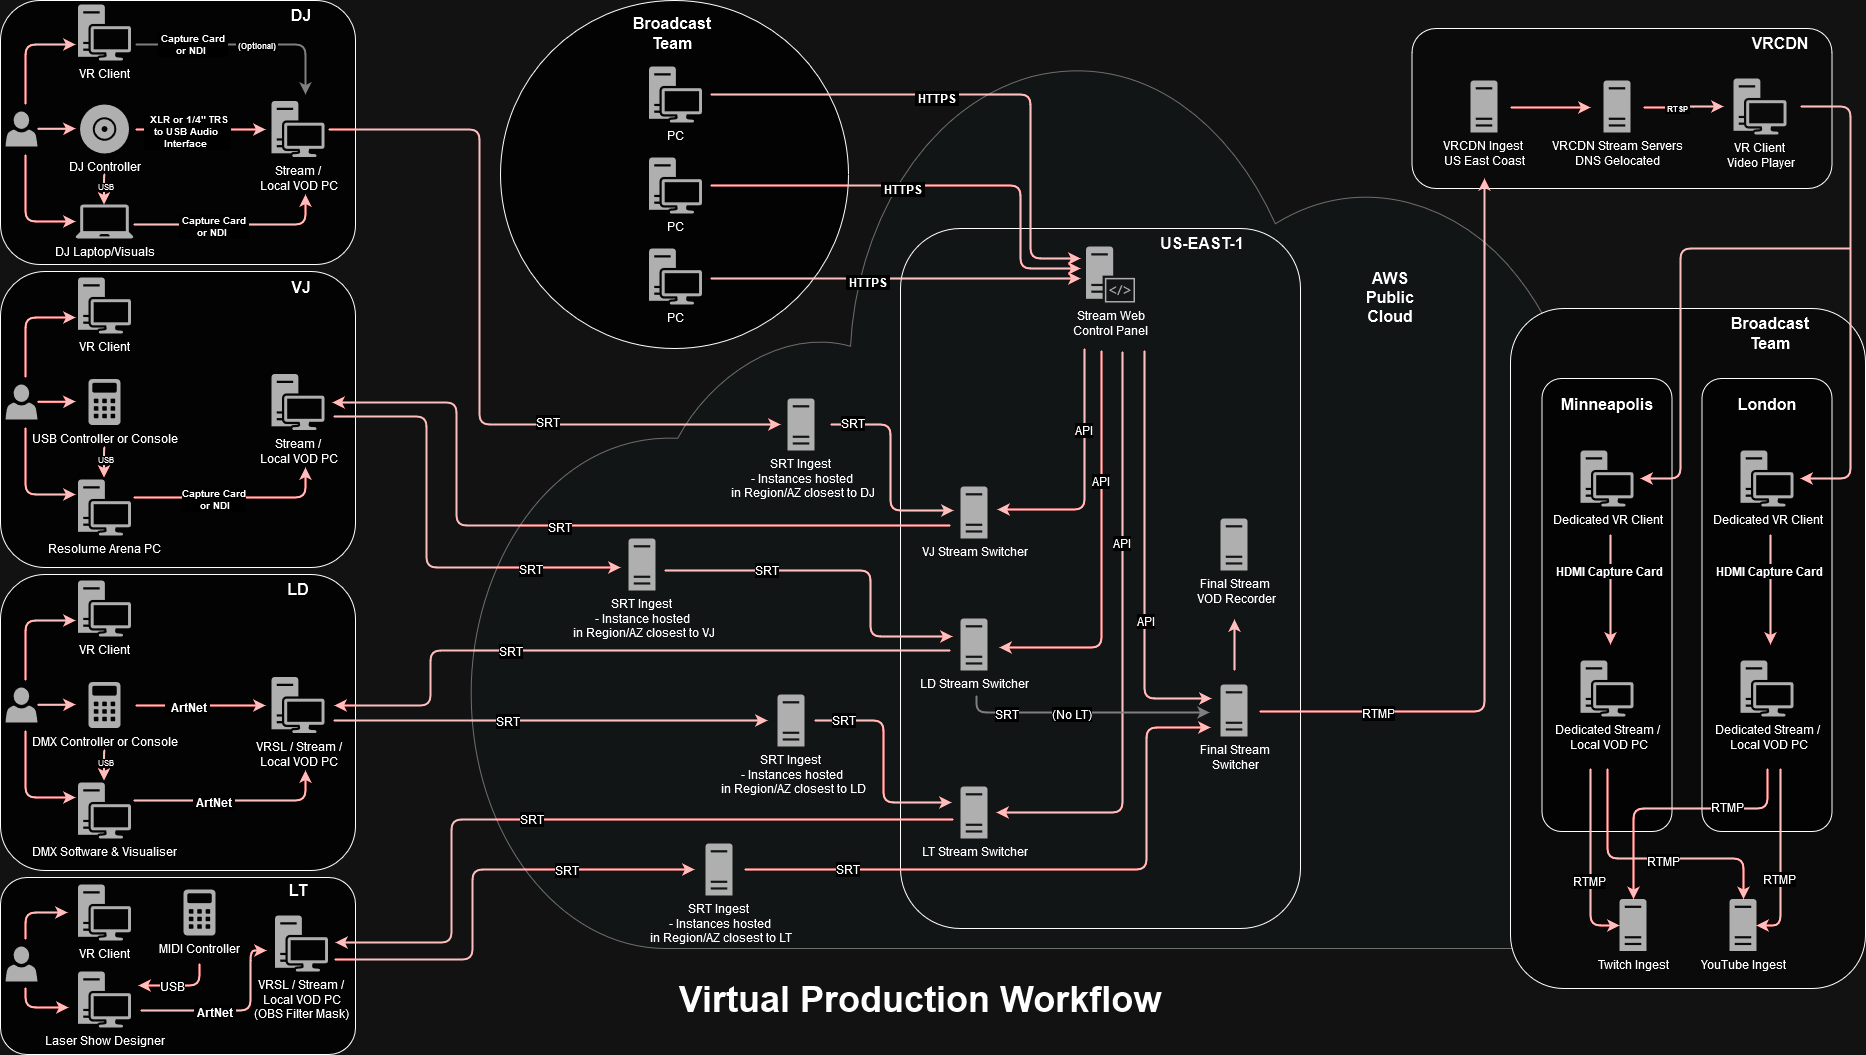 DJ
VR Client
Capture Card
or NDI
(Optional)
DJ Controller
XLR or 1/4" TRS
to USB Audio
Interface
Stream /
Local VOD PC
USB
DJ Laptop/Visuals
Capture Card
or NDI
VJ
VR Client
USB Controller or Console
USB
Stream /
Local VOD PC
Resolume Arena PC
Capture Card
or NDI
LD
VR Client
DMX Controller or Console
ArtNet
USB
VRSL / Stream /
Local VOD PC
DMX Software & Visualiser
ArtNet
LT
VR Client
MIDI Controller
USB
Laser Show Designer
ArtNet
VRSL / Stream /
Local VOD PC
(OBS Filter Mask)
Broadcast
Team
PC
PC
PC
HTTPS
HTTPS
HTTPS
US-EAST-1
Stream Web
Control Panel
AWS
Public
Cloud
SRT
SRT Ingest
- Instances hosted
in Region/AZ closest to DJ
SRT
VJ Stream Switcher
SRT
SRT
SRT Ingest
- Instance hosted
in Region/AZ closest to VJ
SRT
LD Stream Switcher
SRT
SRT
(No LT)
SRT
SRT Ingest
- Instances hosted
in Region/AZ closest to LD
SRT
LT Stream Switcher
SRT
SRT
SRT Ingest
- Instances hosted
in Region/AZ closest to LT
SRT
API
API
API
API
Final Stream
VOD Recorder
Final Stream
Switcher
RTMP
VRCDN
VRCDN Ingest
US East Coast
VRCDN Stream Servers
DNS Gelocated
RTSP
VR Client
Video Player
Broadcast
Team
Minneapolis
Dedicated VR Client
HDMI Capture Card
Dedicated Stream /
Local VOD PC
London
Dedicated VR Client
HDMI Capture Card
Dedicated Stream /
Local VOD PC
RTMP
RTMP
RTMP
RTMP
Twitch Ingest
YouTube Ingest
Virtual Production Workflow